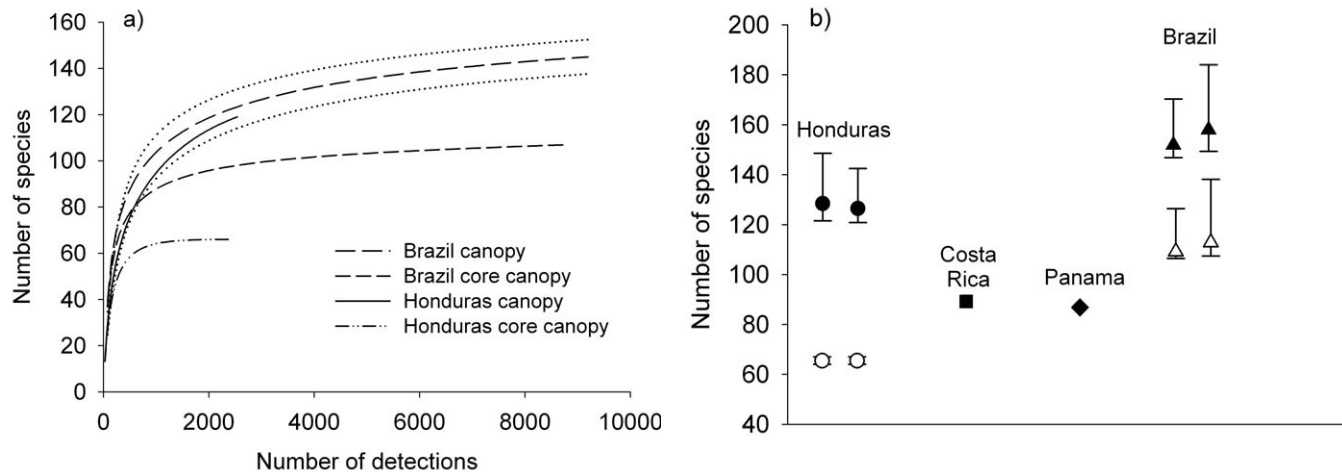 a)
Number of species
160
140
120
100
80
60
40
20
0
0 2000 4000 6000 8000 10000
Number of detections
Brazil canopy
Brazil core canopy
Honduras canopy
Honduras core canopy
b)
Number of species
200
180
160
140
120
100
80
60
40
Honduras
Costa
Rica
Panama
Brazil